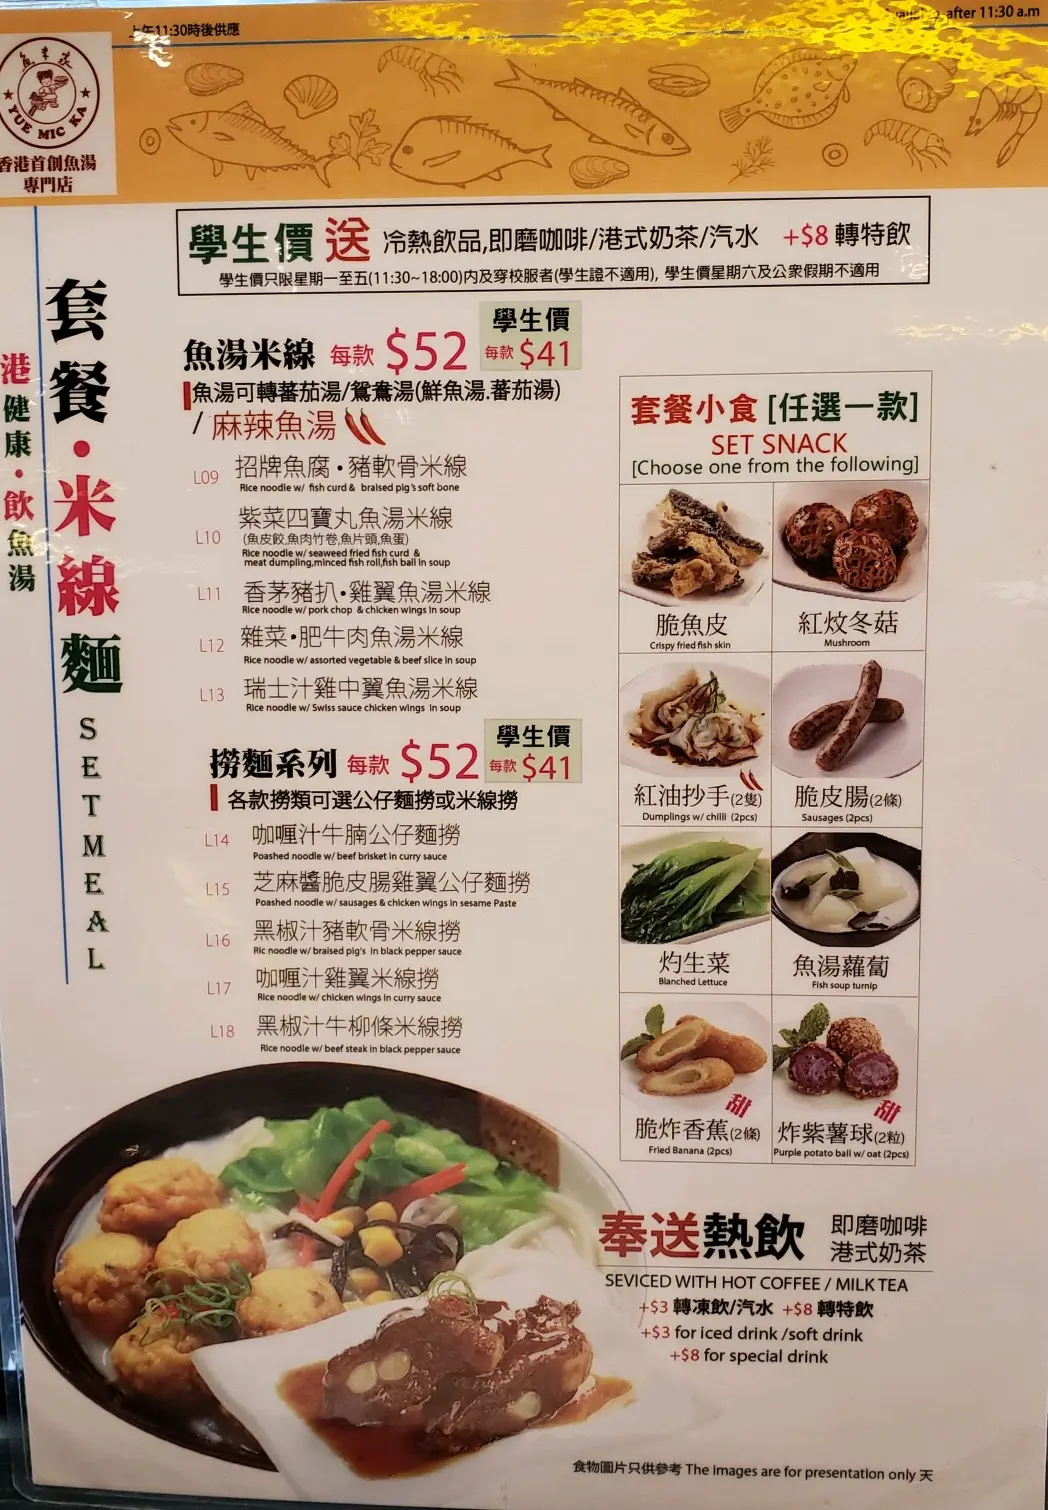 上午11:30時後供應
after 11:30 a.m
魚米家
YUE MIC KA
香港首創魚湯
專門店
學生價 送 冷熱飲品,即磨咖啡/港式奶茶/汽水 +$8 轉特飲
學生價只限星期一至五(11:30~18:00)内及穿校服者(學生證不適用), 學生價星期六及公衆假期不適用
港健康·飲魚湯
套餐·米線麵
SET MEAL
魚湯米線 每款 $52
學生價
每款 $41
魚湯可轉蕃茄湯/鴛鴦湯(鮮魚湯.蕃茄湯)
/ 麻辣魚湯
L09 招牌魚腐·豬軟骨米線
Rice noodle w/ fish curd & braised pig's soft bone
L10 紫菜四寶丸魚湯米線
(魚皮餃,魚肉竹卷,魚片頭,魚蛋)
Rice noodle w/ seaweed fried fish curd &
meat dumpling,minced fish roll,fish ball in soup
L11 香茅豬扒·雞翼魚湯米線
Rice noodle w/ pork chop & chicken wings in soup
L12 雜菜·肥牛肉魚湯米線
Rice noodle w/ assorted vegetable & beef slice in soup
L13 瑞士汁雞中翼魚湯米線
Rice noodle w/ Swiss sauce chicken wings in soup
撈麵系列 每款 $52
學生價
每款 $41
各款撈類可選公仔麵撈或米線撈
L14 咖喱汁牛腩公仔麵撈
Poashed noodle w/ beef brisket in curry sauce
L15 芝麻醬脆皮腸雞翼公仔麵撈
Poashed noodle w/ sausages & chicken wings in sesame Paste
L16 黑椒汁豬軟骨米線撈
Ric noodle w/ braised pig's in black pepper sauce
L17 咖喱汁雞翼米線撈
Rice noodle w/ chicken wings in curry sauce
L18 黑椒汁牛柳條米線撈
Rice noodle w/ beef steak in black pepper sauce
套餐小食 [任選一款]
SET SNACK
[Choose one from the following]
脆魚皮
Crispy fried fish skin
紅炆冬菇
Mushroom
紅油抄手(2隻)
Dumplings w/ chilli (2pcs)
脆皮腸(2條)
Sausages (2pcs)
灼生菜
Blanched Lettuce
魚湯蘿蔔
Fish soup turnip
甜
脆炸香蕉(2條)
Fried Banana (2pcs)
甜
炸紫薯球(2粒)
Purple potato ball w/ oat (2pcs)
奉送熱飲 即磨咖啡
港式奶茶
SEVICED WITH HOT COFFEE / MILK TEA
+$3 轉凍飲/汽水 +$8 轉特飲
+$3 for iced drink /soft drink
+$8 for special drink
食物圖片只供參考 The images are for presentation only 天